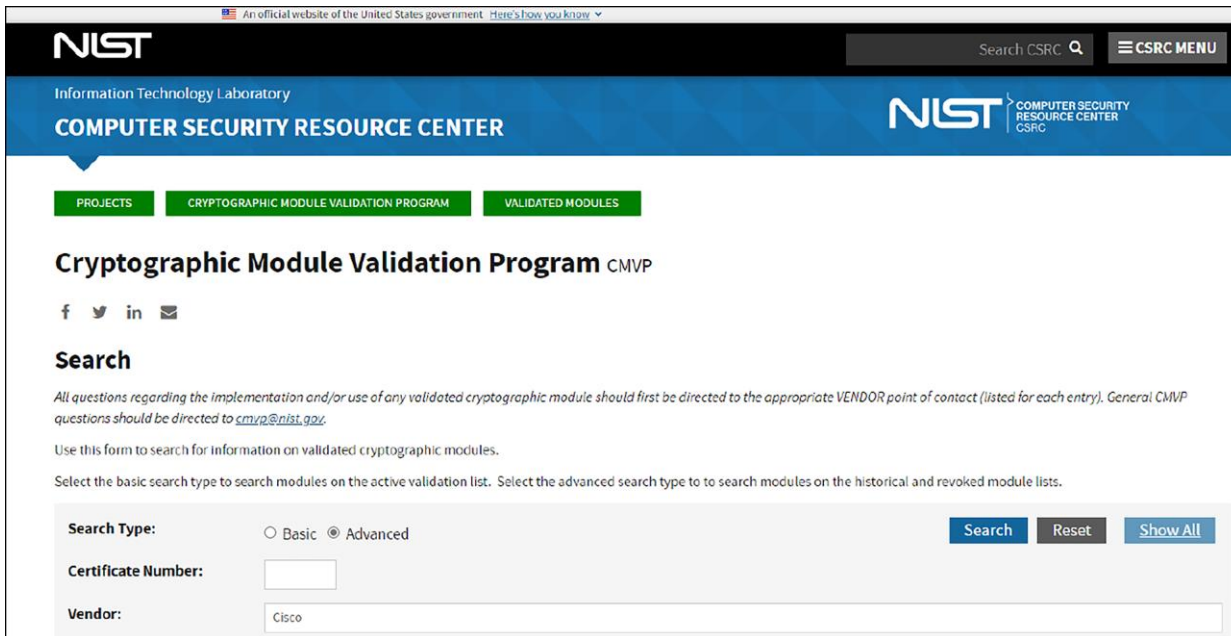 An official website of the United States government Here's how you know
NIST
Search CSRC
CSRC MENU
Information Technology Laboratory
COMPUTER SECURITY RESOURCE CENTER
NIST
COMPUTER SECURITY
RESOURCE CENTER
CSRC
PROJECTS
CRYPTOGRAPHIC MODULE VALIDATION PROGRAM
VALIDATED MODULES
Cryptographic Module Validation Program CMVP
Search
All questions regarding the implementation and/or use of any validated cryptographic module should first be directed to the appropriate VENDOR point of contact (listed for each entry). General CMVP
questions should be directed to cmvp@nist.gov.
Use this form to search for information on validated cryptographic modules.
Select the basic search type to search modules on the active validation list. Select the advanced search type to to search modules on the historical and revoked module lists.
Search Type:
Basic
Advanced
Search
Reset
Show All
Certificate Number:
Vendor:
Cisco